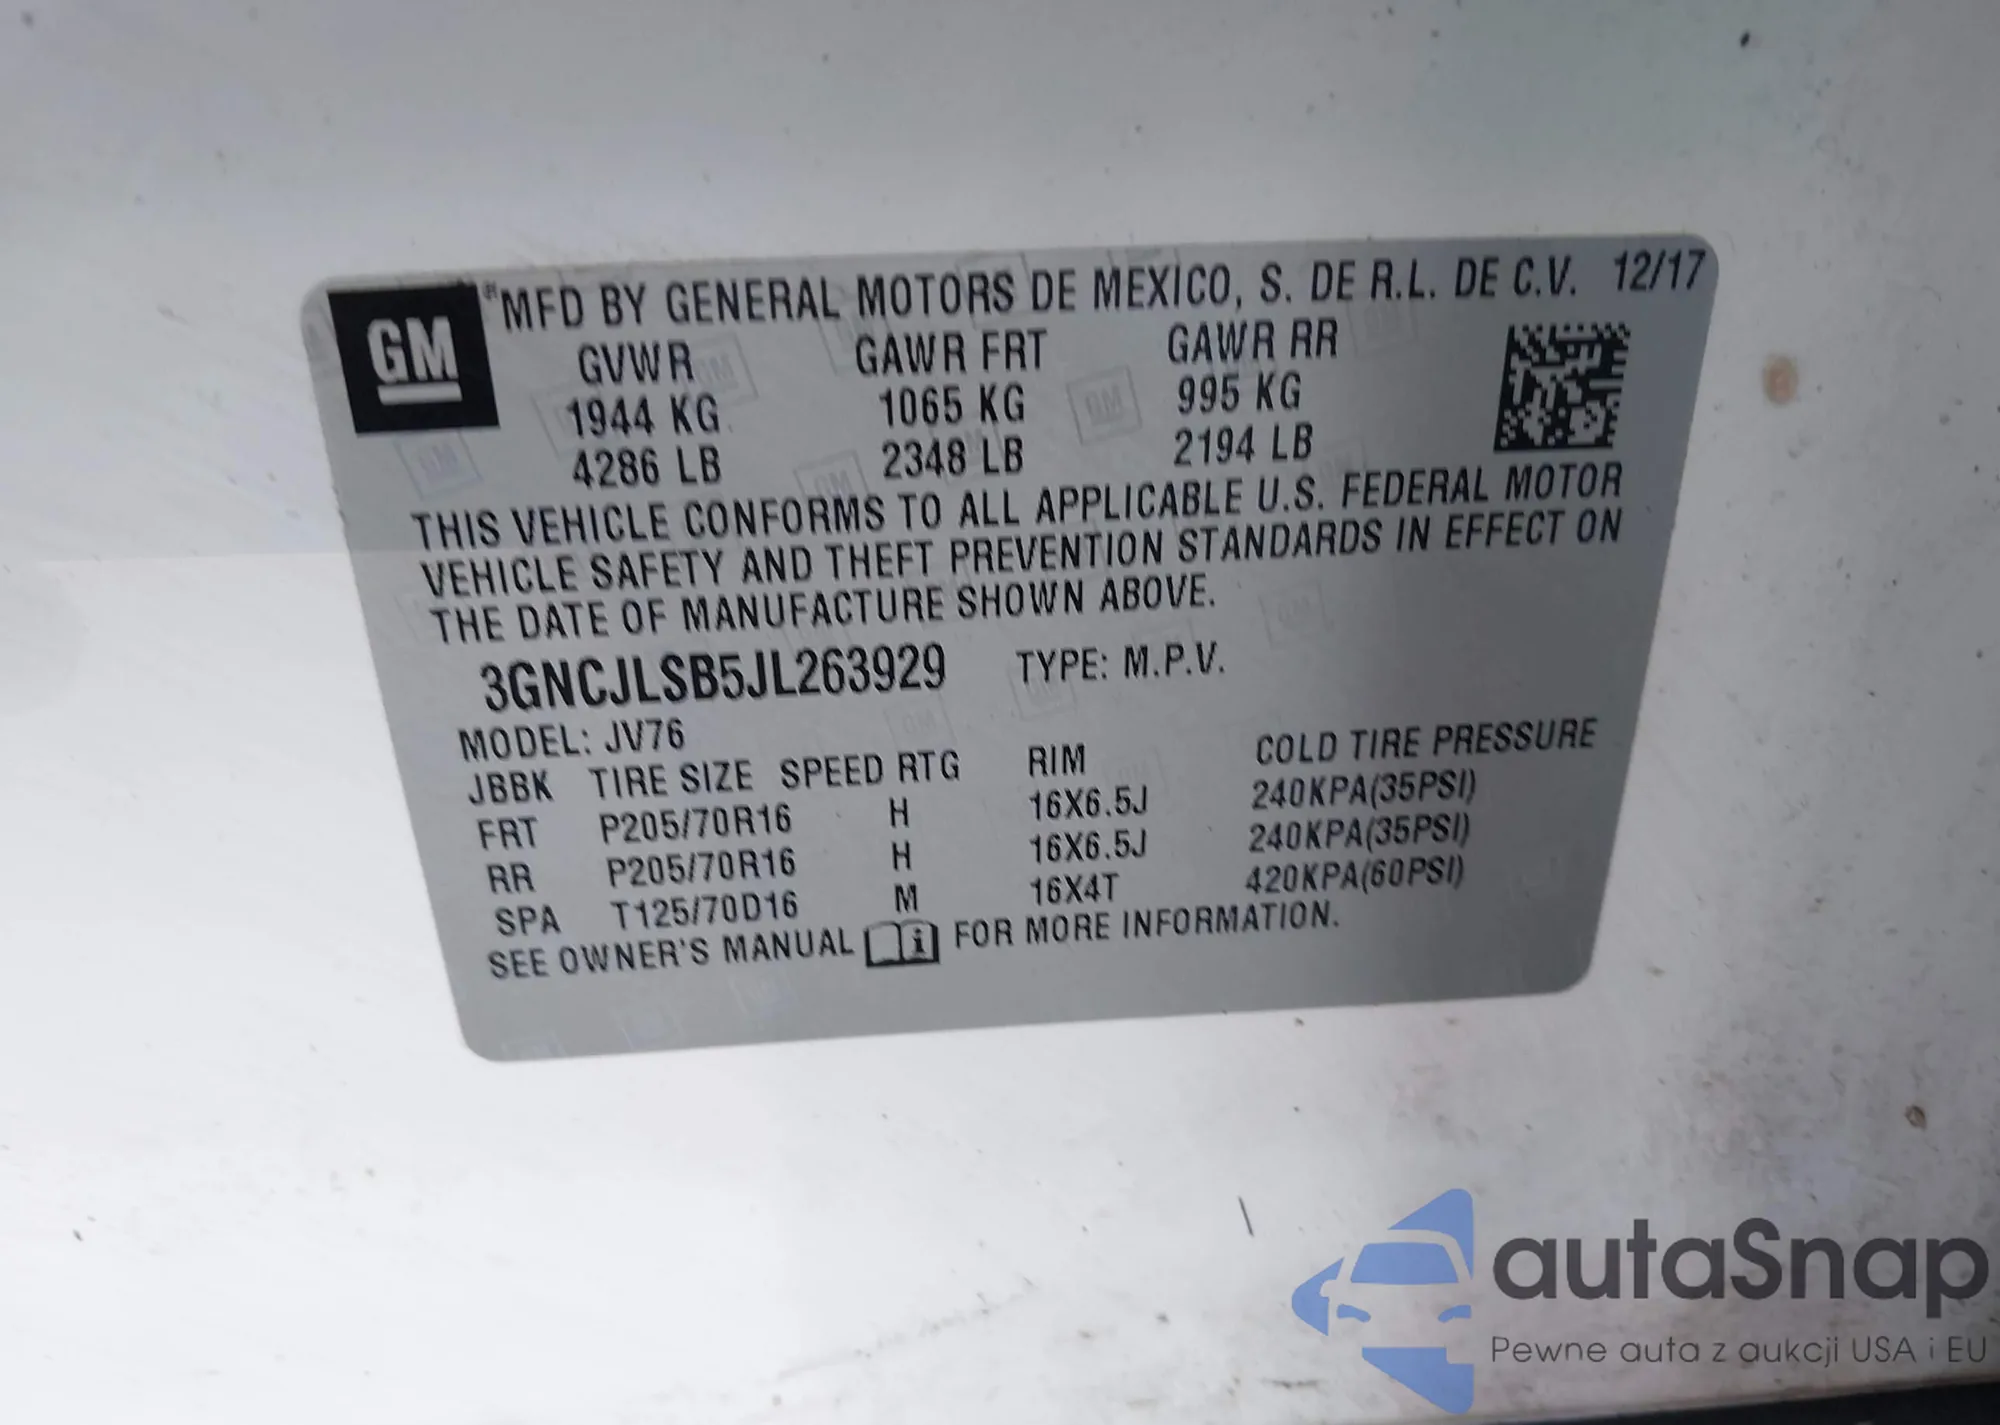 GM
MFD BY GENERAL MOTORS DE MEXICO, S. DE R.L. DE C.V. 12/17
GVWR GAWR FRT GAWR RR
1944 KG 1065 KG 995 KG
4286 LB 2348 LB 2194 LB
THIS VEHICLE CONFORMS TO ALL APPLICABLE U.S. FEDERAL MOTOR
VEHICLE SAFETY AND THEFT PREVENTION STANDARDS IN EFFECT ON
THE DATE OF MANUFACTURE SHOWN ABOVE.
3GNCJLSB5JL263929 TYPE: M.P.V.
MODEL: JV76
JBBK TIRE SIZE SPEED RTG RIM COLD TIRE PRESSURE
FRT P205/70R16 H 16X6.5J 240KPA(35PSI)
RR P205/70R16 H 16X6.5J 240KPA(35PSI)
SPA T125/70D16 M 16X4T 420KPA(60PSI)
SEE OWNER'S MANUAL i FOR MORE INFORMATION.
autaSnap
Pewne auta z aukcji USA i EU